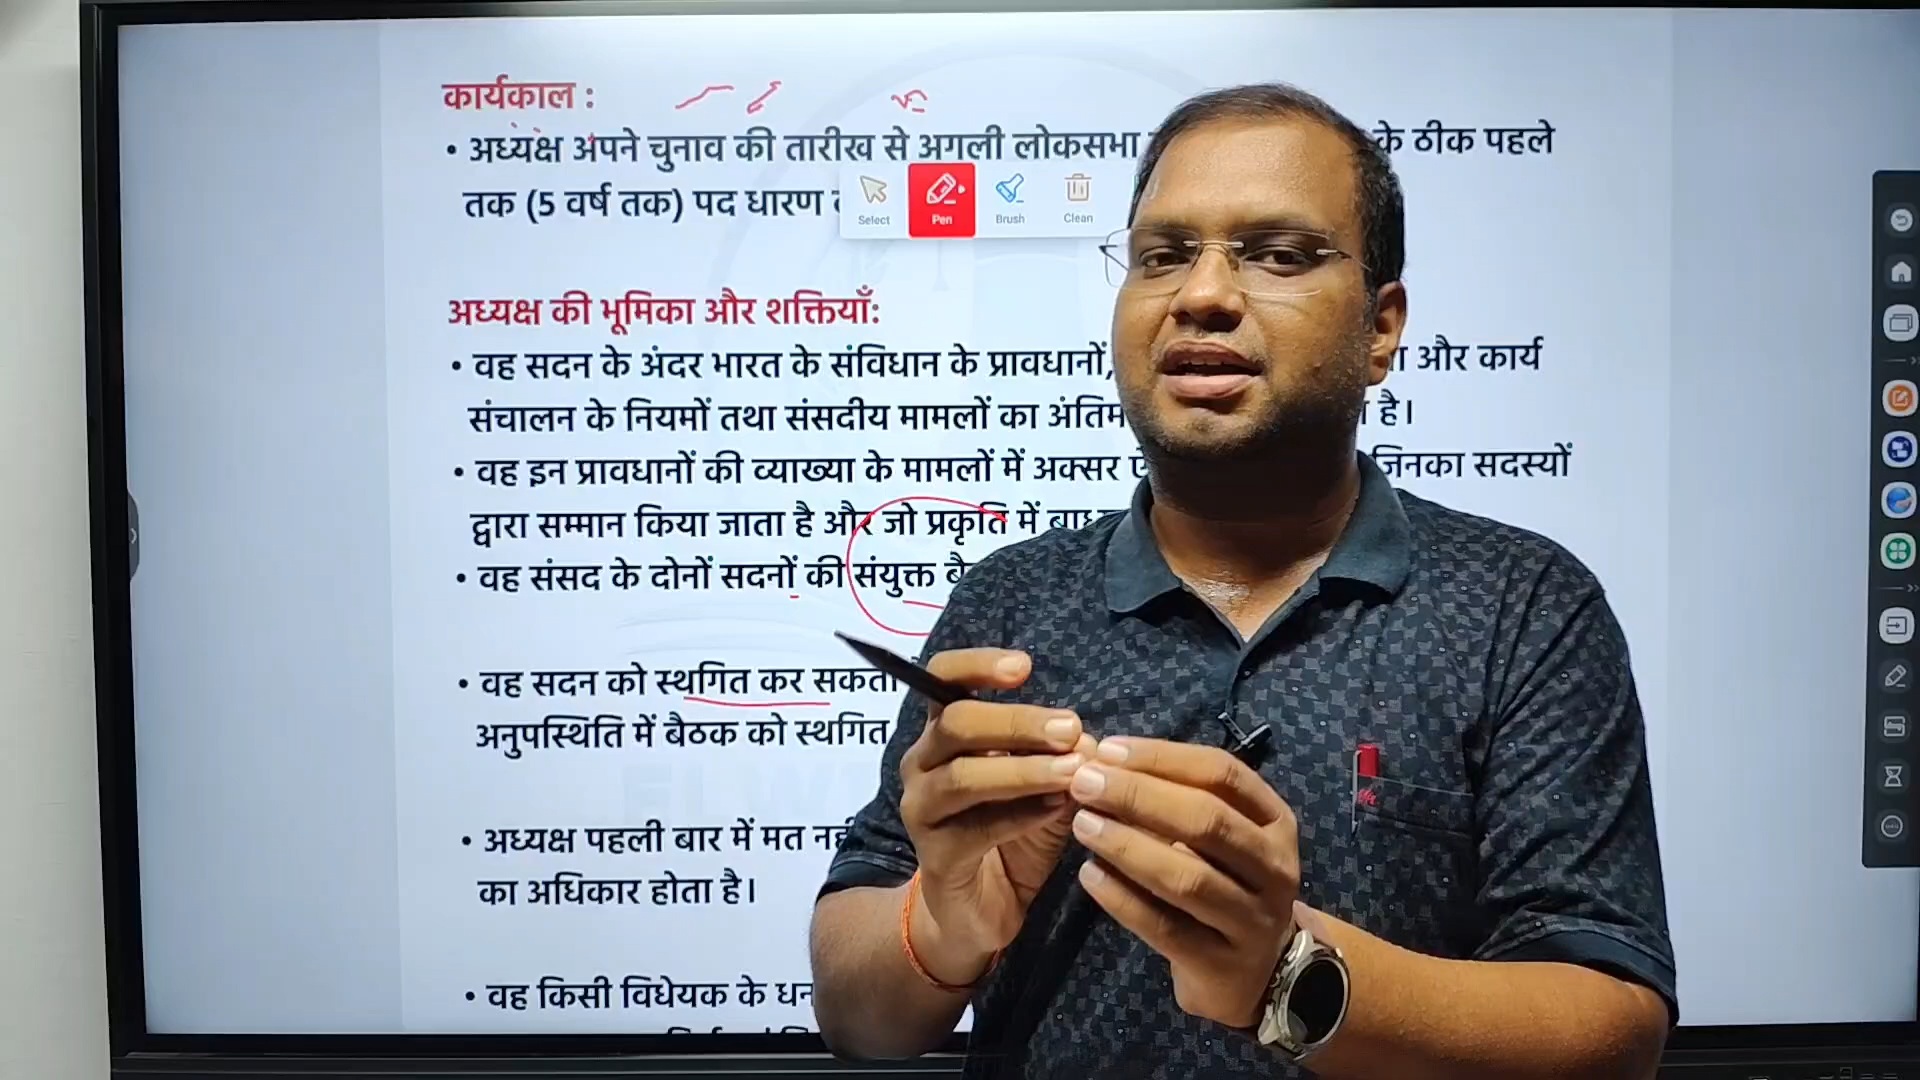 कार्यकाल :
• अध्यक्ष अपने चुनाव की तारीख से अगली लोकसभा के ठीक पहले
तक (5 वर्ष तक) पद धारण
Select Pen Brush Clean
अध्यक्ष की भूमिका और शक्तियाँ:
• वह सदन के अंदर भारत के संविधान के प्रावधानों, और कार्य
संचालन के नियमों तथा संसदीय मामलों का अंतिम है।
• वह इन प्रावधानों की व्याख्या के मामलों में अक्सर जिनका सदस्यों
द्वारा सम्मान किया जाता है और जो प्रकृति में
• वह संसद के दोनों सदनों की संयुक्त
• वह सदन को स्थगित कर सकता
अनुपस्थिति में बैठक को स्थगित
• अध्यक्ष पहली बार में मत
का अधिकार होता है।
• वह किसी विधेयक के